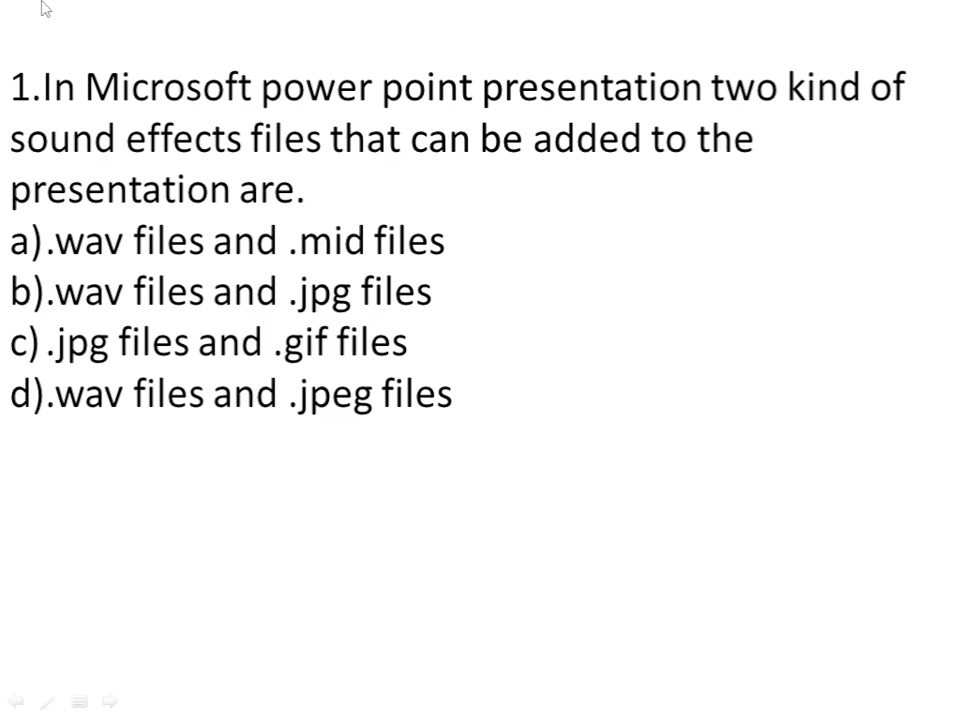 1.In Microsoft power point presentation two kind of
sound effects files that can be added to the
presentation are.
a).wav files and .mid files
b).wav files and .jpg files
c) .jpg files and .gif files
d).wav files and .jpeg files